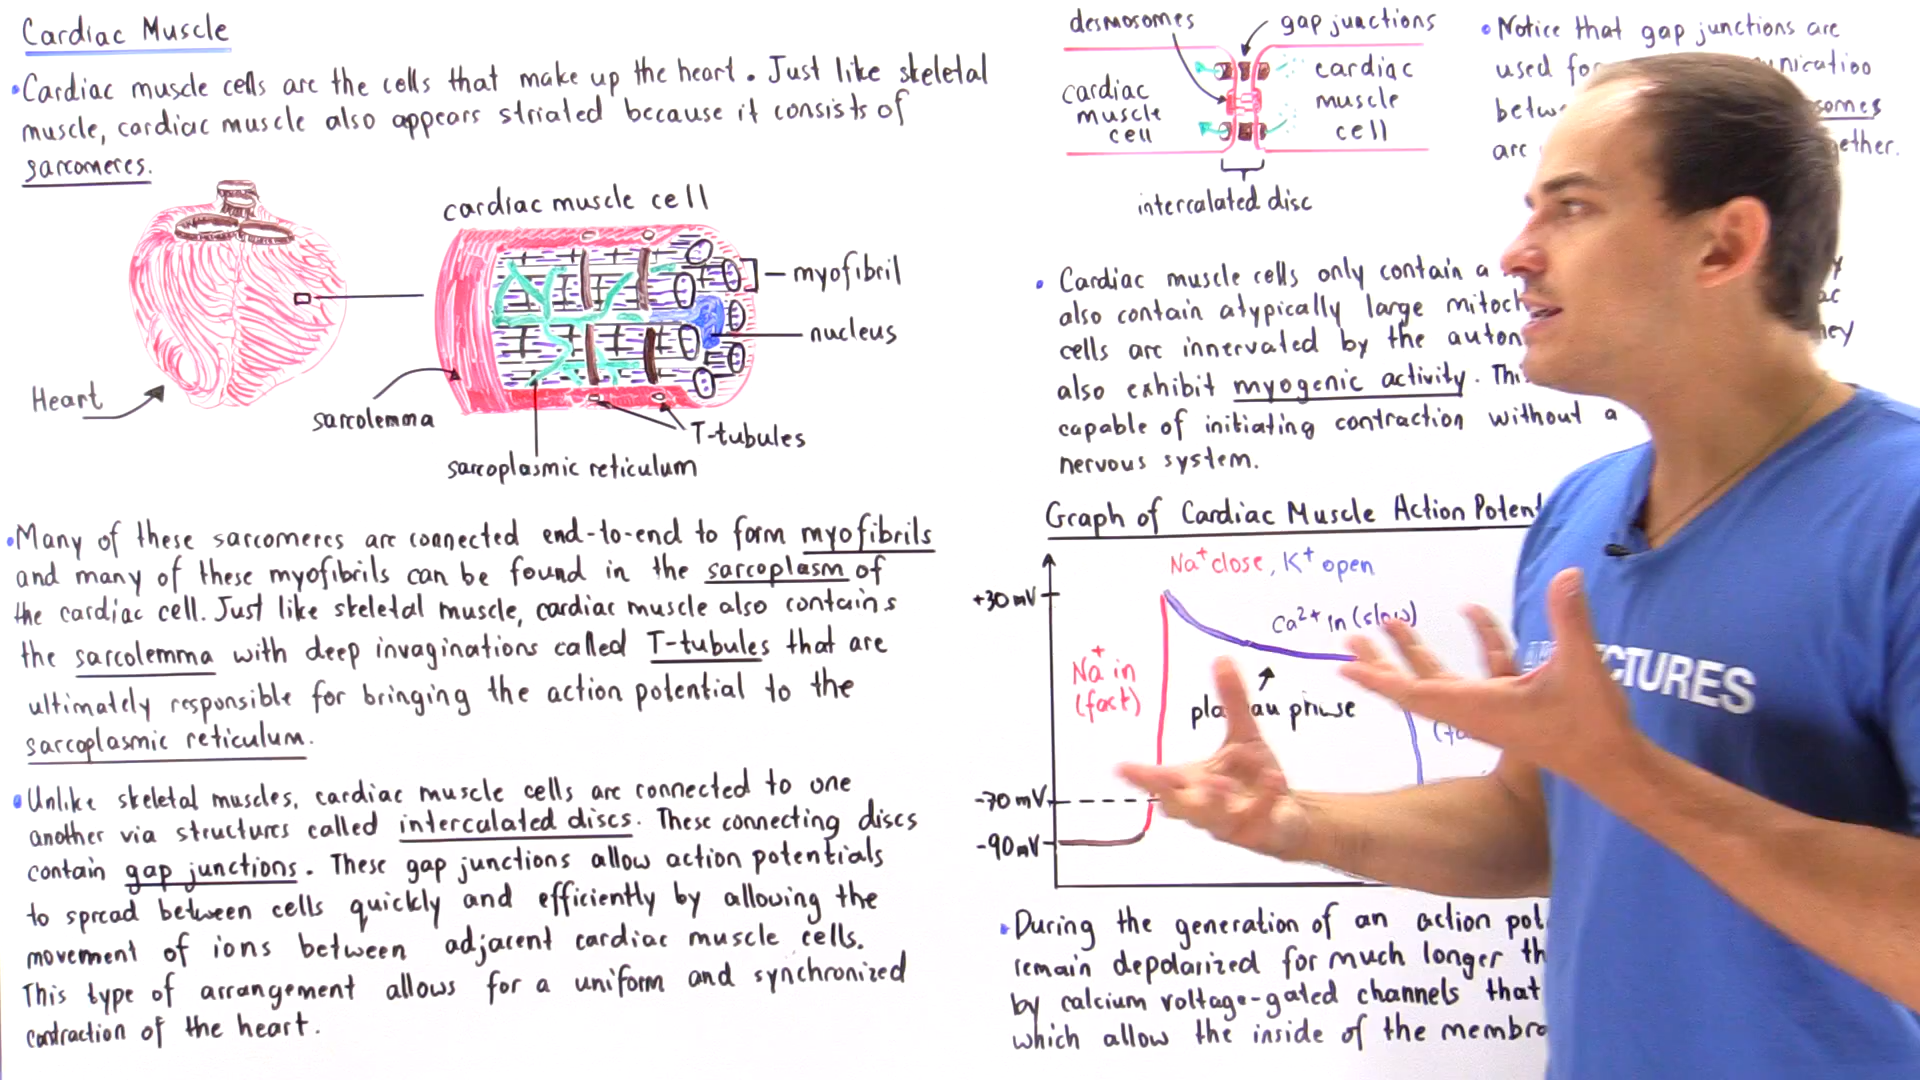 Cardiac Muscle
•Cardiac muscle cells are the cells that make up the heart. Just like skeletal
muscle, cardiac muscle also appears striated because it consists of
sarcomeres.
cardiac muscle cell
myofibril
nucleus
Heart
sarcolemma
T-tubules
sarcoplasmic reticulum
•Many of these sarcomeres are connected end-to-end to form myofibrils
and many of these myofibrils can be found in the sarcoplasm of
the cardiac cell. Just like skeletal muscle, cardiac muscle also contains
the sarcolemma with deep invaginations called T-tubules that are
ultimately responsible for bringing the action potential to the
sarcoplasmic reticulum.
•Unlike skeletal muscles, cardiac muscle cells are connected to one
another via structures called intercalated discs. These connecting discs
contain gap junctions. These gap junctions allow action potentials
to spread between cells quickly and efficiently by allowing the
movement of ions between adjacent cardiac muscle cells.
This type of arrangement allows for a uniform and synchronized
contraction of the heart.
desmosomes
gap junctions
cardiac
muscle
cell
cardiac
muscle
cell
intercalated disc
•Notice that gap junctions are
used
are
•Cardiac muscle cells only contain a
also contain atypically large
cells are innervated by the
also exhibit myogenic activity.
capable of initiating contraction without a
nervous system.
Graph of Cardiac Muscle Action
Na+ close, K+ open
+30mV
Ca2+ in (slow)
Na+ in
(fast)
plateau phase
-70mV
-90mV
•During the generation of an action
remain depolarized for much longer
by calcium voltage-gated channels that
which allow the inside of the